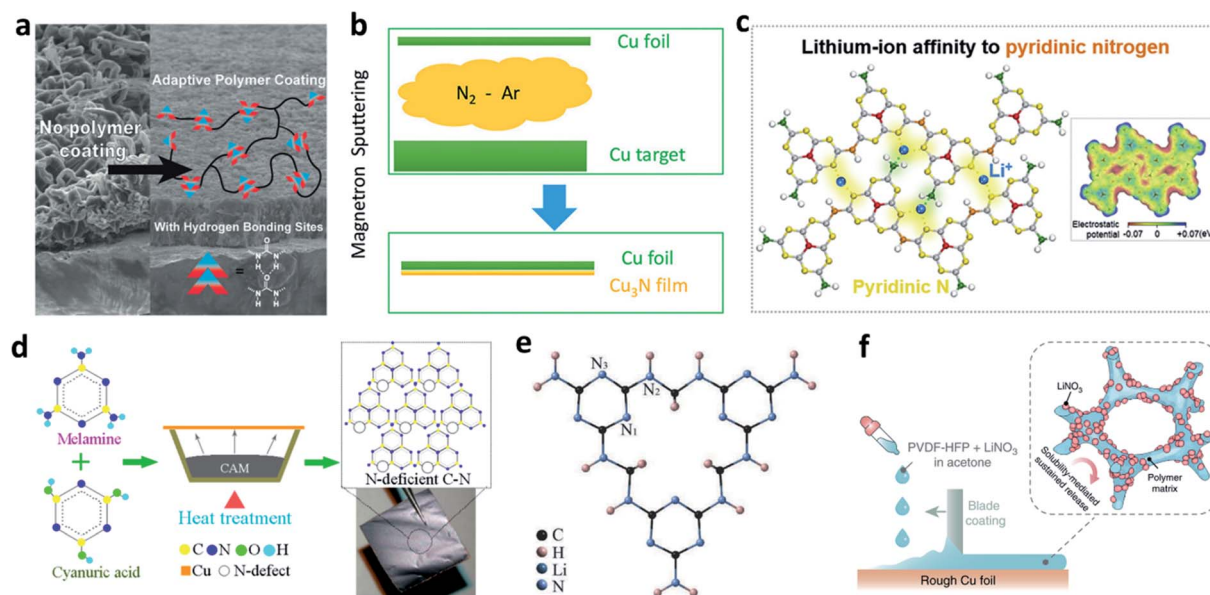 a
Adaptive Polymer Coating
No polymer
coating
With Hydrogen Bonding Sites
=
O
N N
H H
O
N N
H H
b
Magnetron Sputtering
Cu foil
N2 - Ar
Cu target
Cu foil
Cu3N film
c
Lithium-ion affinity to pyridinic nitrogen
Li+
Pyridinic N
Electrostatic
potential
-0.07 0 +0.07(eV)
d
Melamine
+
Cyanuric acid
CAM
Heat treatment
C N O H
Cu N-defect
N-deficient C-N
e
N3
N2
N1
C
H
Li
N
f
PVDF-HFP + LiNO3
in acetone
Blade
coating
Rough Cu foil
LiNO3
Solubility-mediated
sustained release
Polymer
matrix